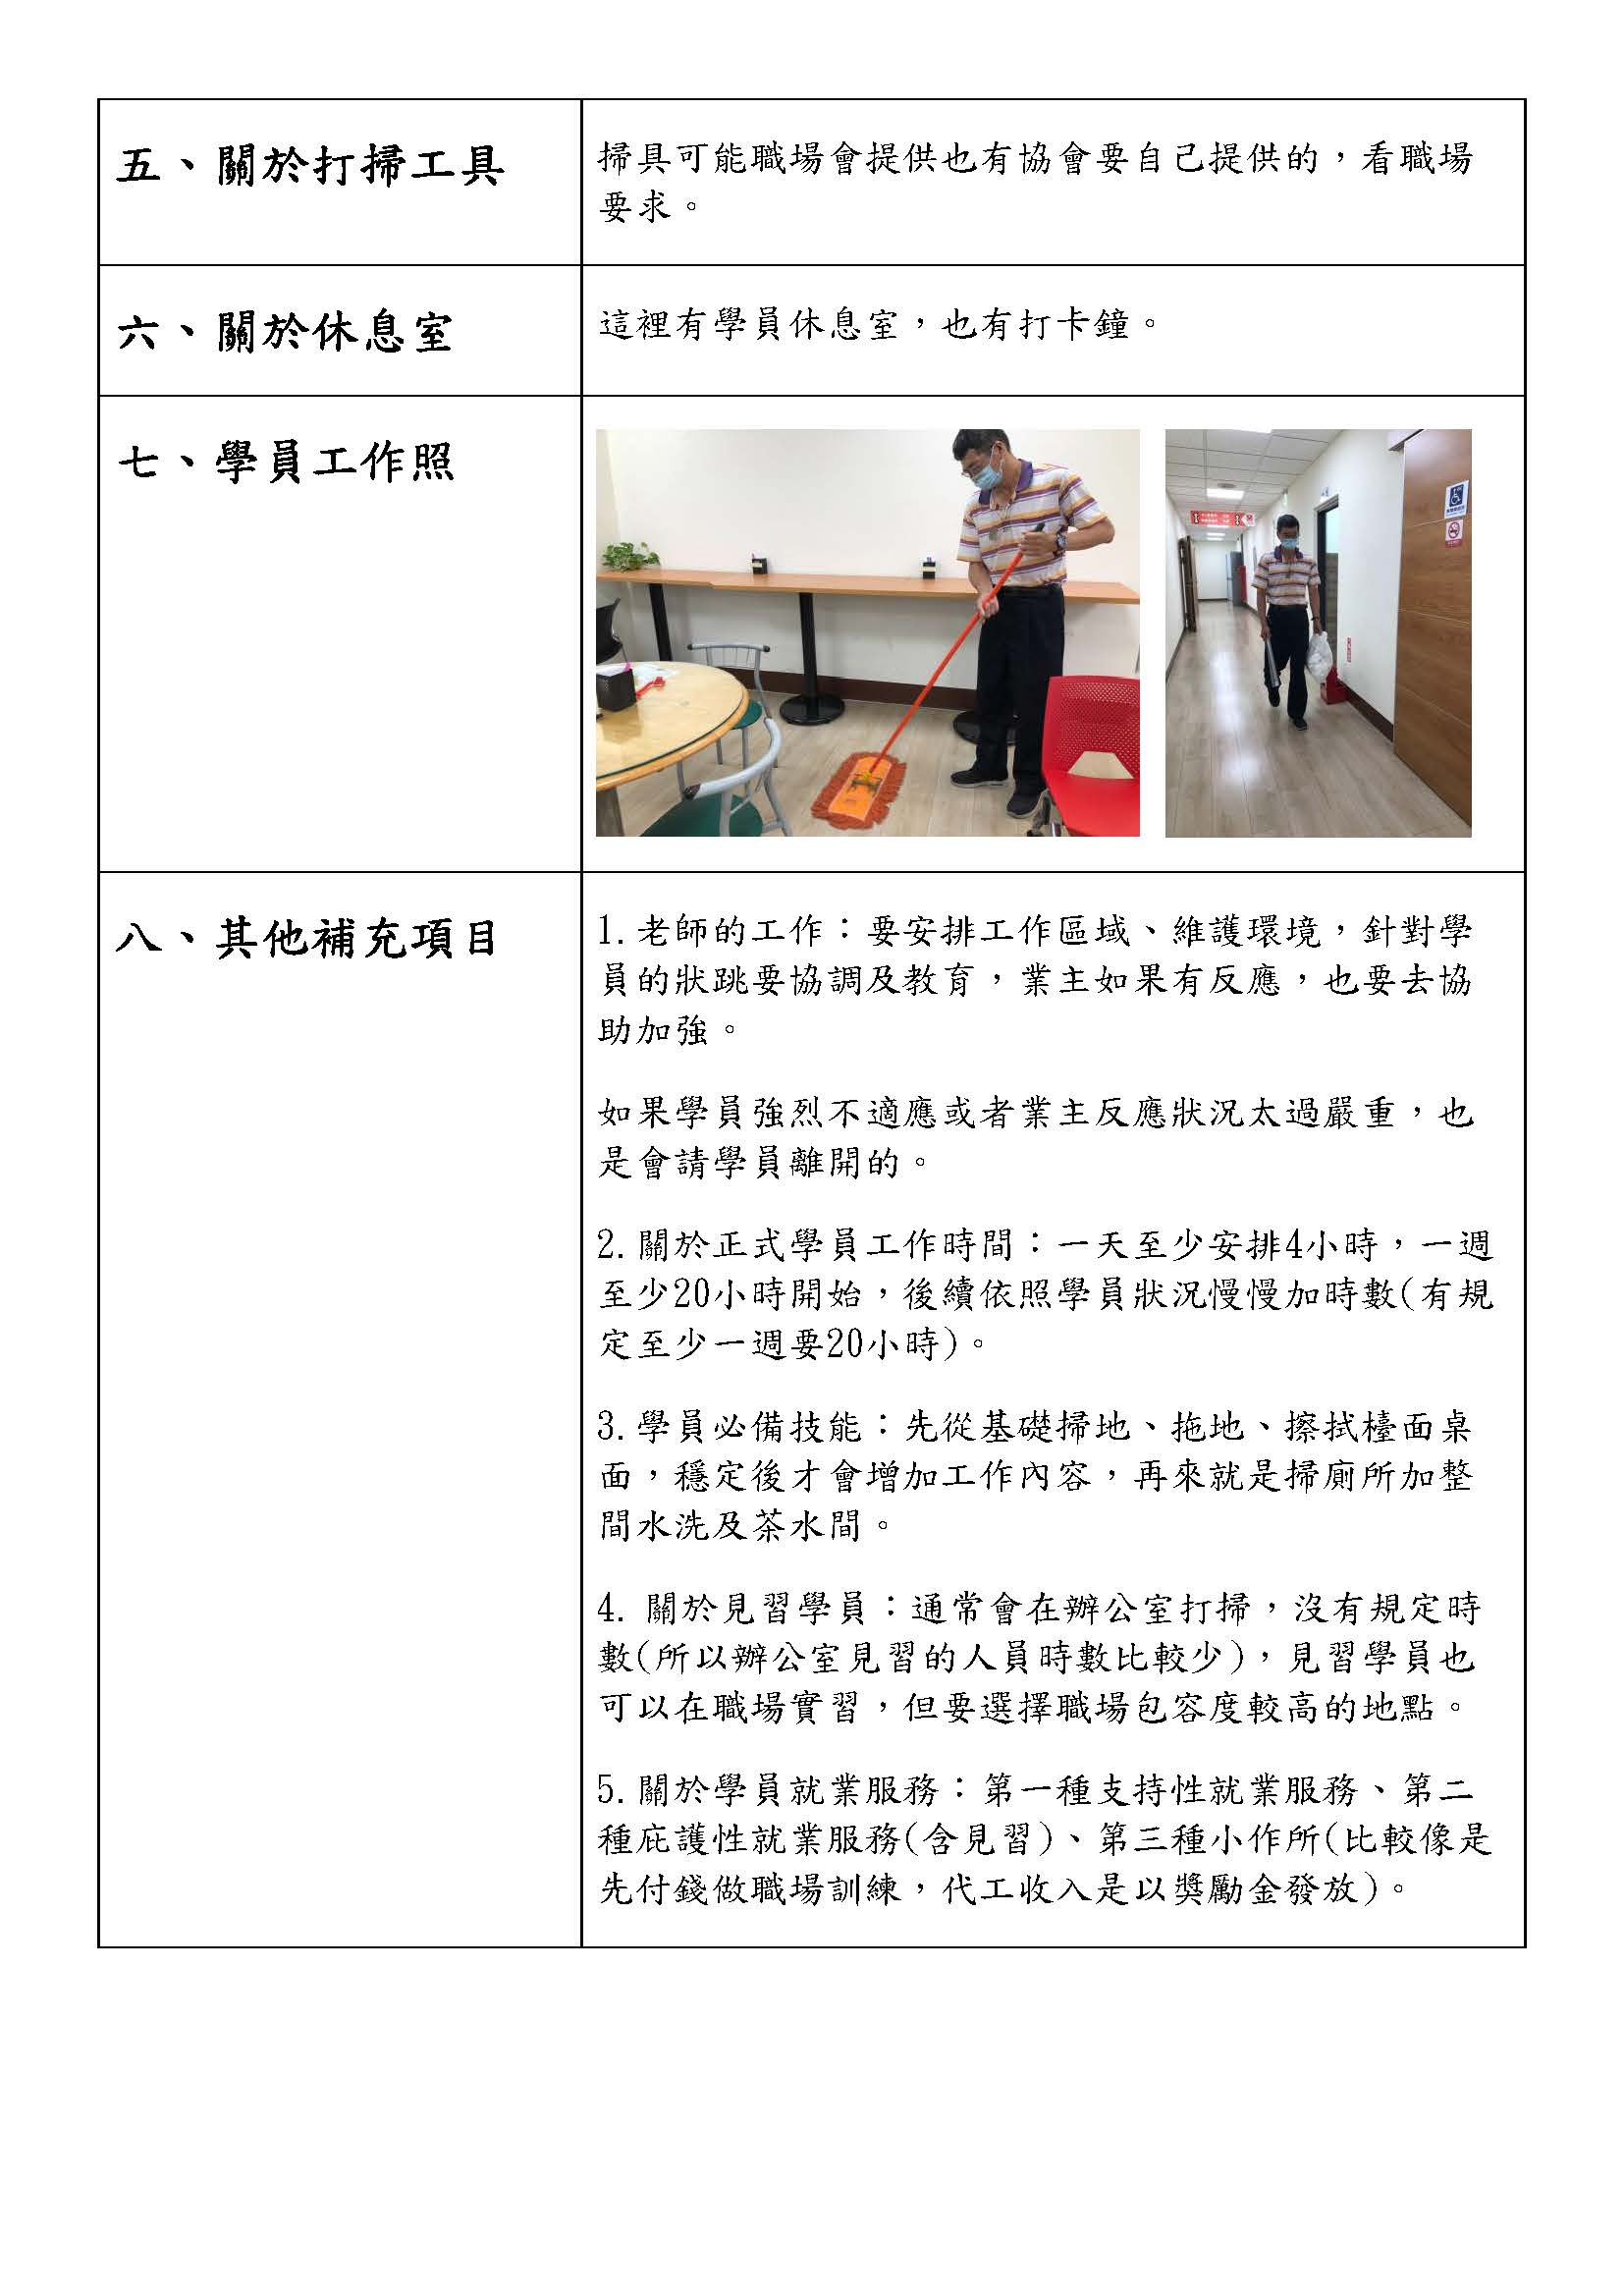 五、關於打掃工具
掃具可能職場會提供也有協會要自己提供的，看職場
要求。
六、關於休息室
這裡有學員休息室，也有打卡鐘。
七、學員工作照
八、其他補充項目
1.老師的工作：要安排工作區域、維護環境，針對學
員的狀跳要協調及教育，業主如果有反應，也要去協
助加強。
如果學員強烈不適應或者業主反應狀況太過嚴重，也
是會請學員離開的。
2.關於正式學員工作時間：一天至少安排4小時，一週
至少20小時開始，後續依照學員狀況慢慢加時數(有規
定至少一週要20小時)。
3.學員必備技能：先從基礎掃地、拖地、擦拭檯面桌
面，穩定後才會增加工作內容，再來就是掃廁所加整
間水洗及茶水間。
4. 關於見習學員：通常會在辦公室打掃，沒有規定時
數(所以辦公室見習的人員時數比較少)，見習學員也
可以在職場實習，但要選擇職場包容度較高的地點。
5.關於學員就業服務：第一種支持性就業服務、第二
種庇護性就業服務(含見習)、第三種小作所(比較像是
先付錢做職場訓練，代工收入是以獎勵金發放)。